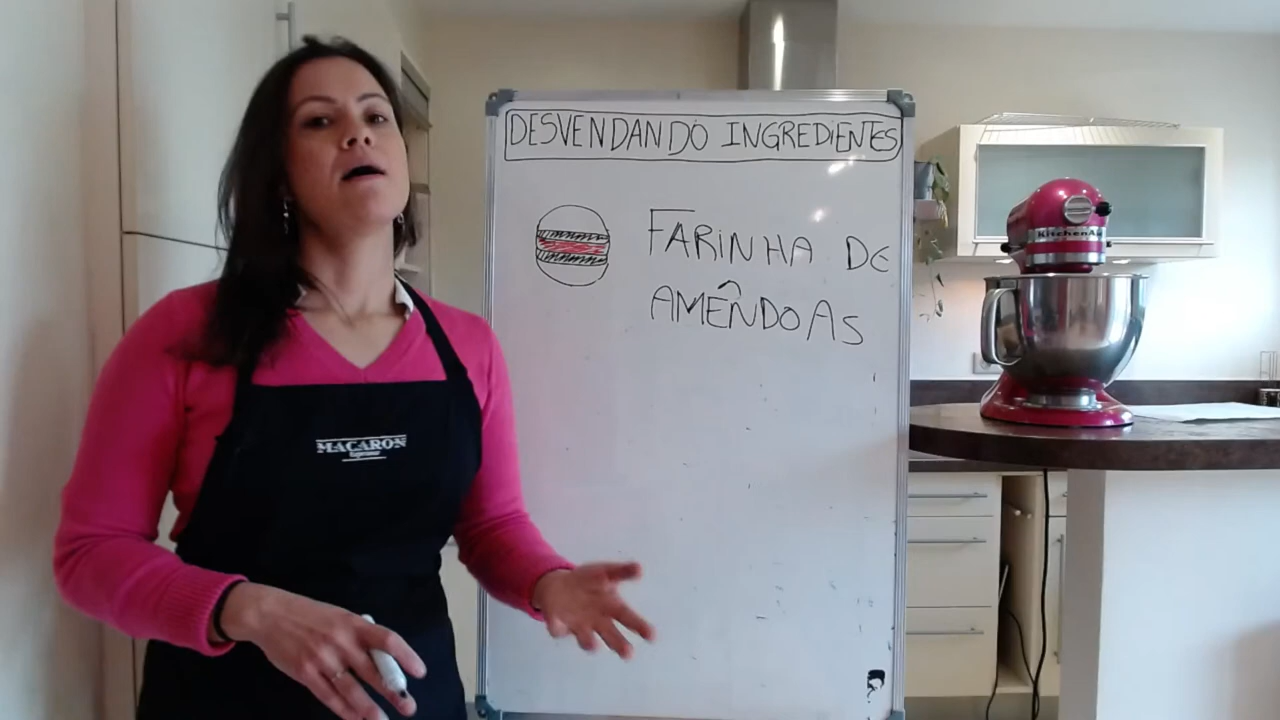 DESVENDANDO INGREDIENTES
FARINHA DE
AMÊNDOAS
MACARON
KitchenAid